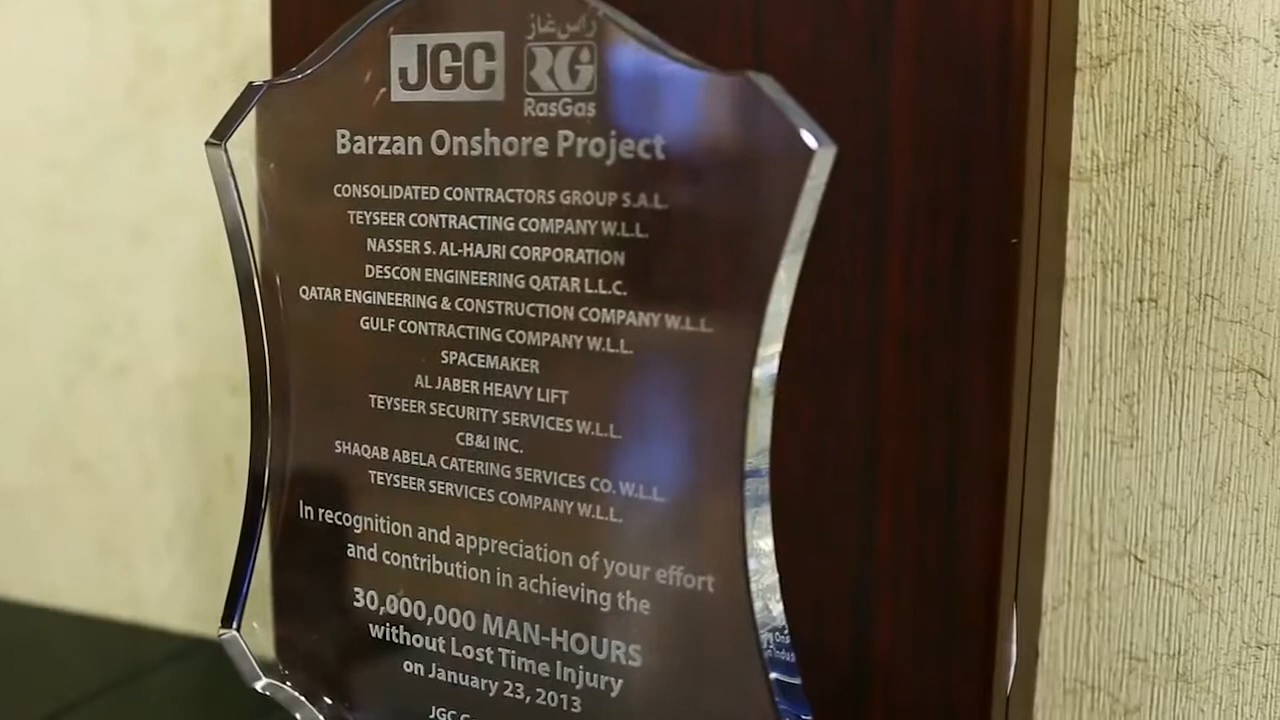 JGC
راس غاز
RG
RasGas
Barzan Onshore Project
CONSOLIDATED CONTRACTORS GROUP S.A.L.
TEYSEER CONTRACTING COMPANY W.L.L.
NASSER S. AL-HAJRI CORPORATION
DESCON ENGINEERING QATAR L.L.C.
QATAR ENGINEERING & CONSTRUCTION COMPANY W.L.L.
GULF CONTRACTING COMPANY W.L.L.
SPACEMAKER
AL JABER HEAVY LIFT
TEYSEER SECURITY SERVICES W.L.L.
CB&I INC.
SHAQAB ABELA CATERING SERVICES CO. W.L.L.
TEYSEER SERVICES COMPANY W.L.L.
In recognition and appreciation of your effort
and contribution in achieving the
30,000,000 MAN-HOURS
without Lost Time Injury
on January 23, 2013
JGC